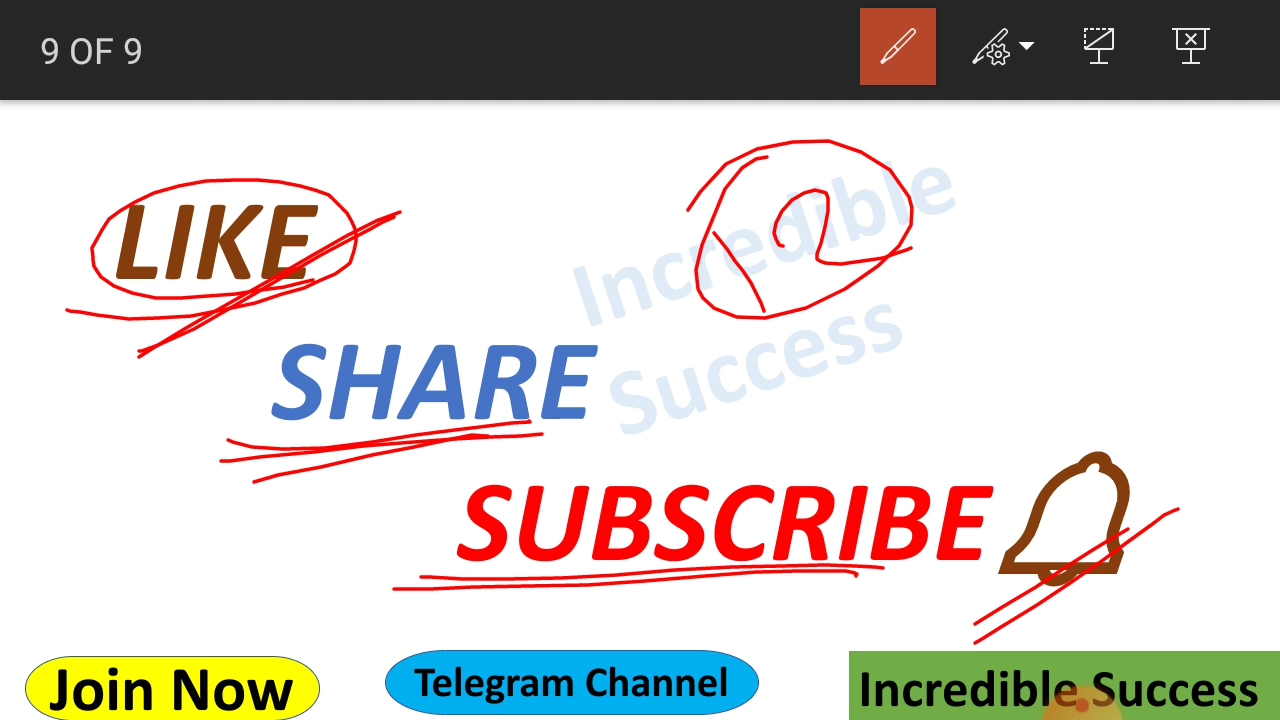 9 OF 9
LIKE
Incredible
Success
SHARE
SUBSCRIBE
Join Now
Telegram Channel
Incredible Success